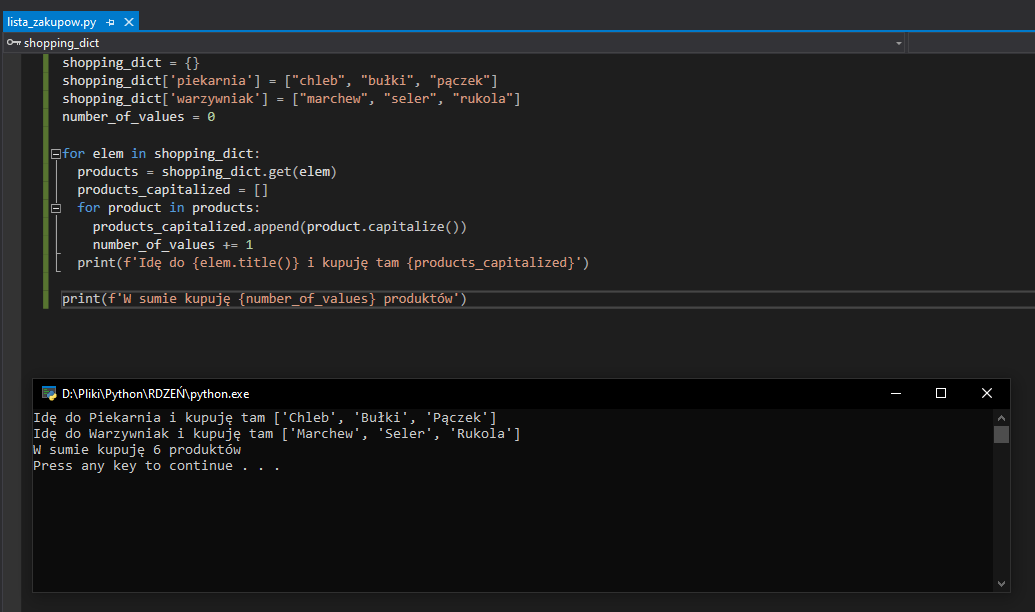 lista_zakupow.py
shopping_dict
shopping_dict = {}
shopping_dict['piekarnia'] = ["chleb", "bułki", "pączek"]
shopping_dict['warzywniak'] = ["marchew", "seler", "rukola"]
number_of_values = 0
for elem in shopping_dict:
products = shopping_dict.get(elem)
products_capitalized = []
for product in products:
products_capitalized.append(product.capitalize())
number_of_values += 1
print(f'Idę do {elem.title()} i kupuję tam {products_capitalized}')
print(f'W sumie kupuję {number_of_values} produktów')
D:\Pliki\Python\RDZEŃ\python.exe
Idę do Piekarnia i kupuję tam ['Chleb', 'Bułki', 'Pączek']
Idę do Warzywniak i kupuję tam ['Marchew', 'Seler', 'Rukola']
W sumie kupuję 6 produktów
Press any key to continue . . .